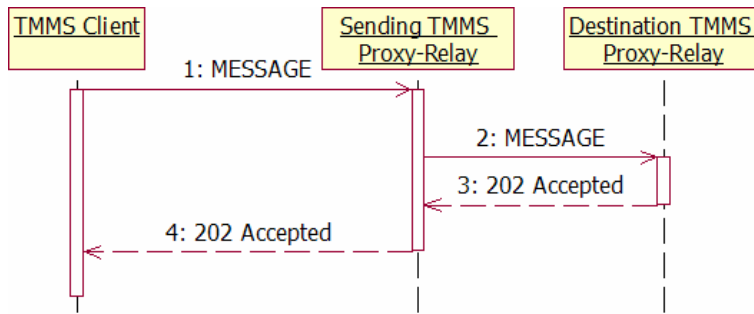 TMMS Client
Sending TMMS
Proxy-Relay
Destination TMMS
Proxy-Relay
1: MESSAGE
2: MESSAGE
3: 202 Accepted
4: 202 Accepted